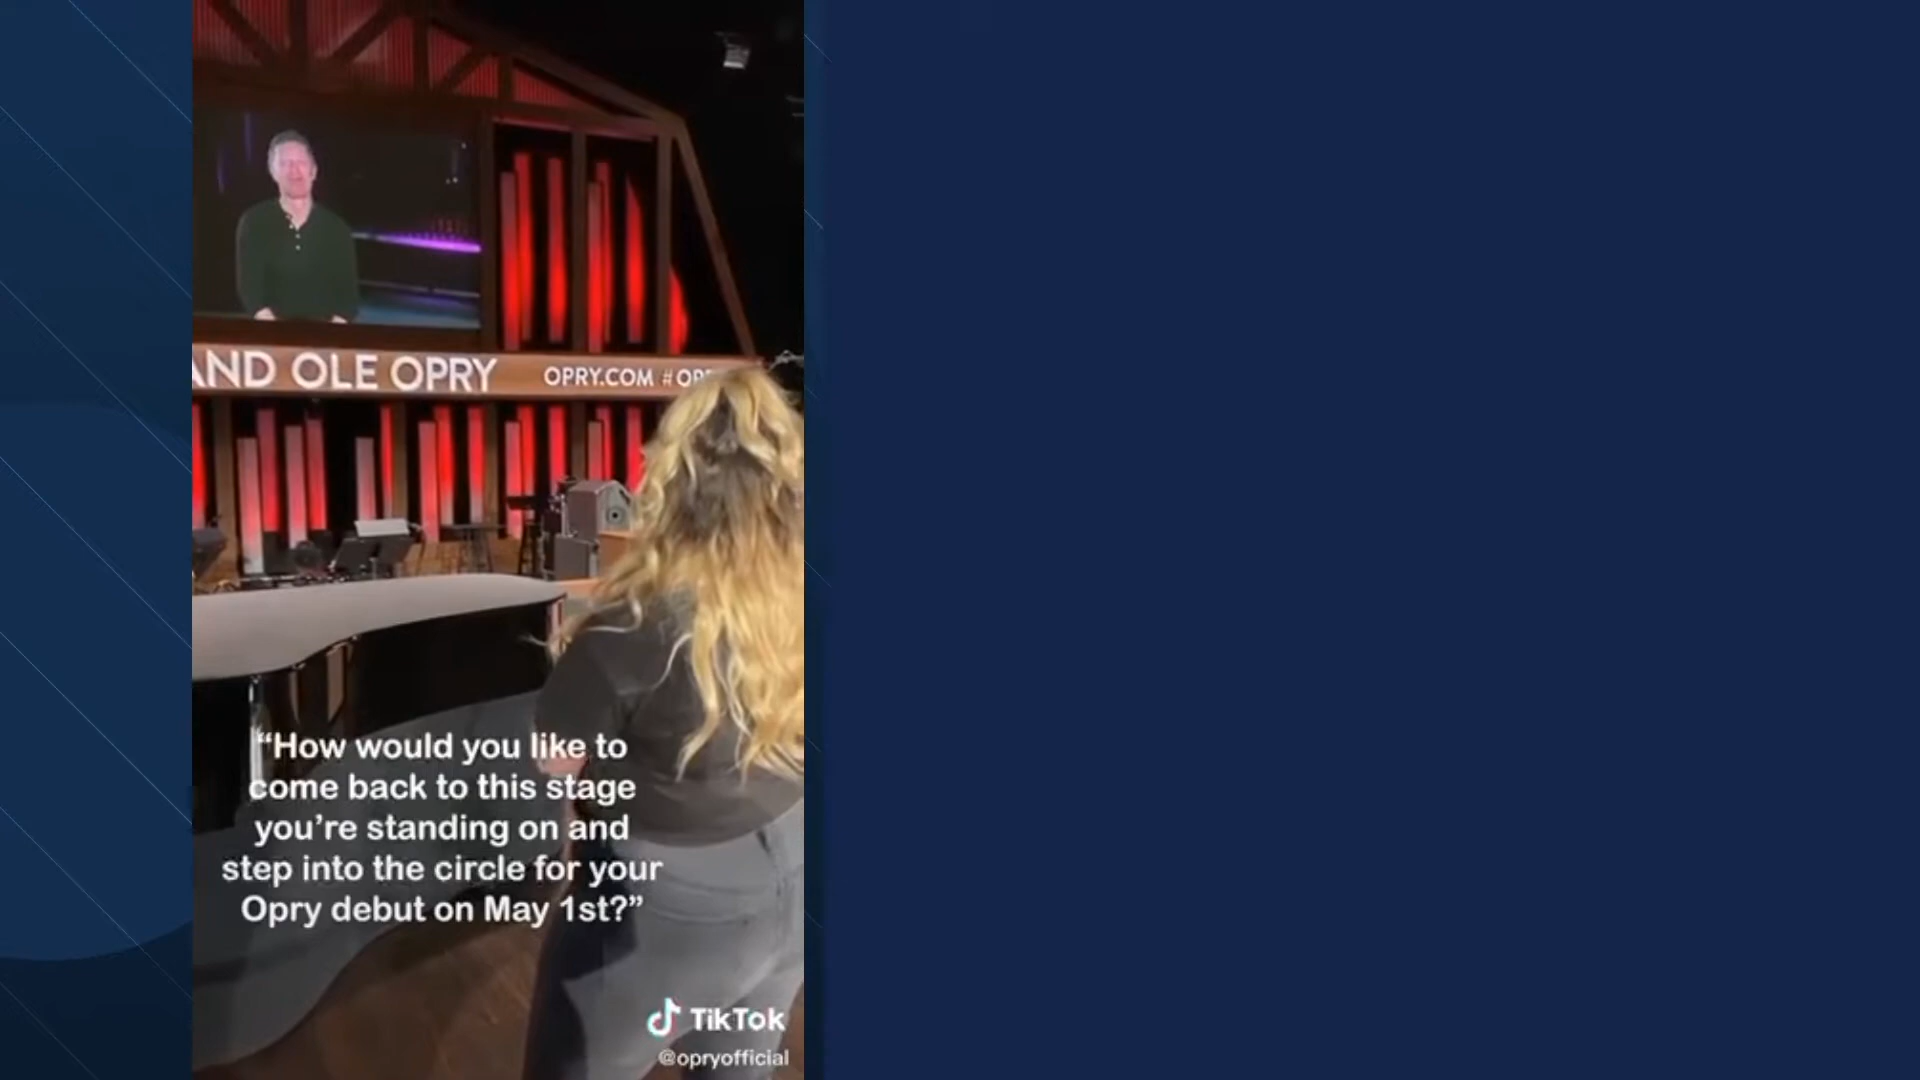 AND OLE OPRY OPRY.COM #OP
“How would you like to
come back to this stage
you’re standing on and
step into the circle for your
Opry debut on May 1st?”
TikTok
@opryofficial